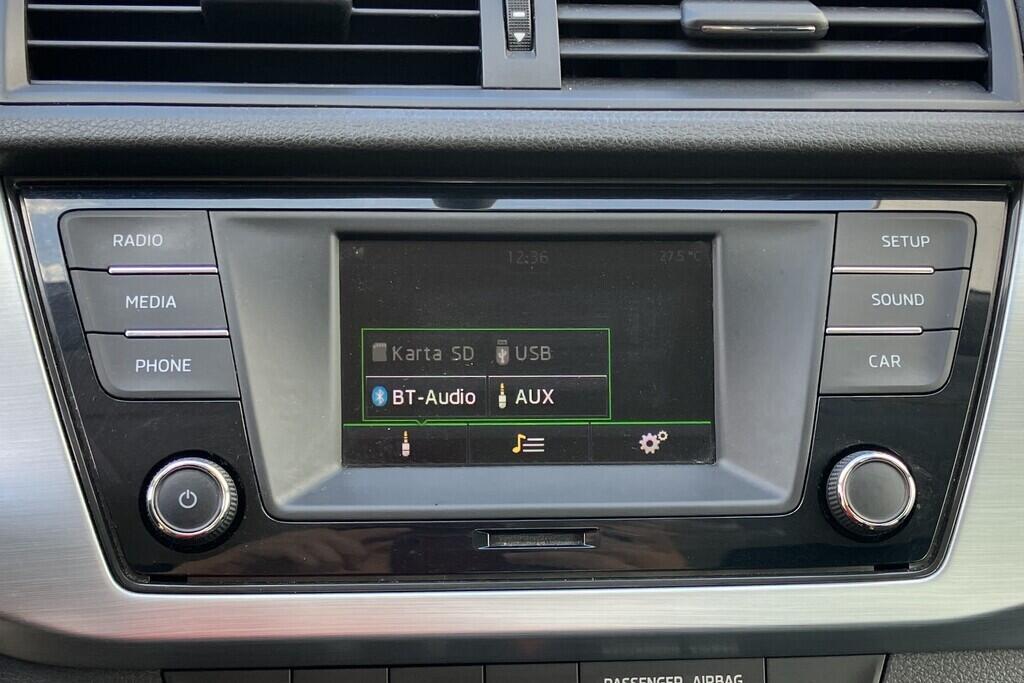 RADIO
MEDIA
PHONE
12:36 27.5 °C
Karta SD USB
BT-Audio AUX
SETUP
SOUND
CAR
PASSENGER AIRBAG